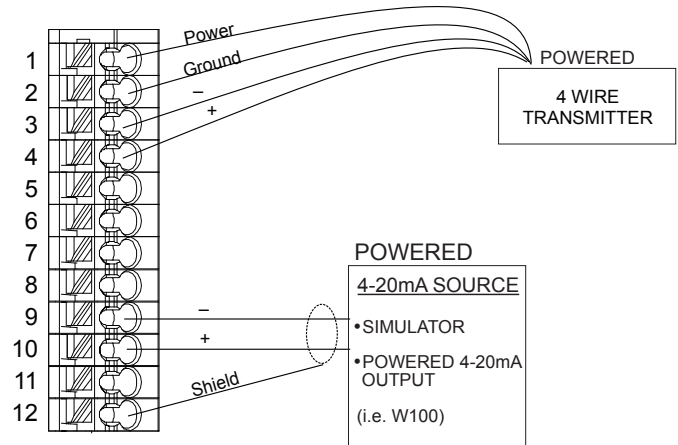 1
2
3
4
5
6
7
8
9
10
11
12
Power
Ground
–
+
POWERED
4 WIRE
TRANSMITTER
–
+
Shield
POWERED
4-20mA SOURCE
•SIMULATOR
•POWERED 4-20mA
OUTPUT
(i.e. W100)